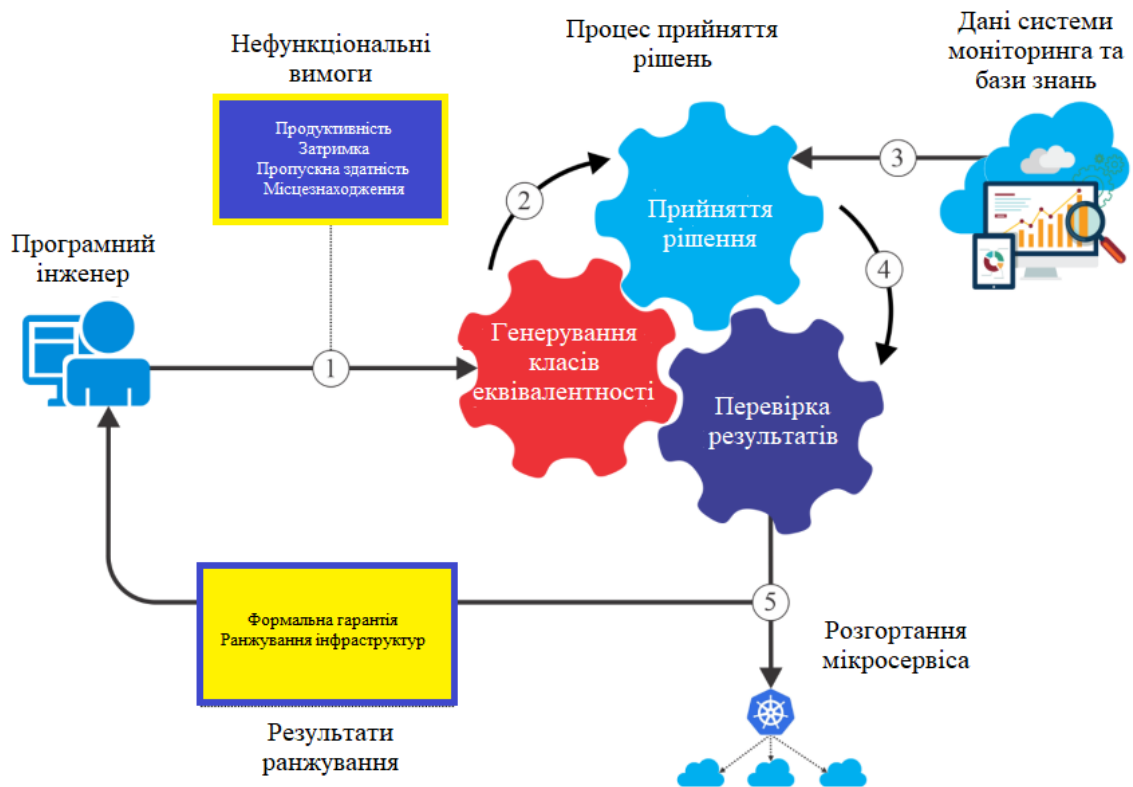 Нефункціональні
вимоги
Процес прийняття
рішень
Дані системи
моніторинга та
бази знань
Продуктивність
Затримка
Пропускна здатність
Місцезнаходження
2
3
Прийняття
рішення
4
Програмний
інженер
1
Генерування
класів
еквівалентності
Перевірка
результатів
5
Формальна гарантія
Ранжування інфраструктур
Розгортання
мікросервіса
Результати
ранжування